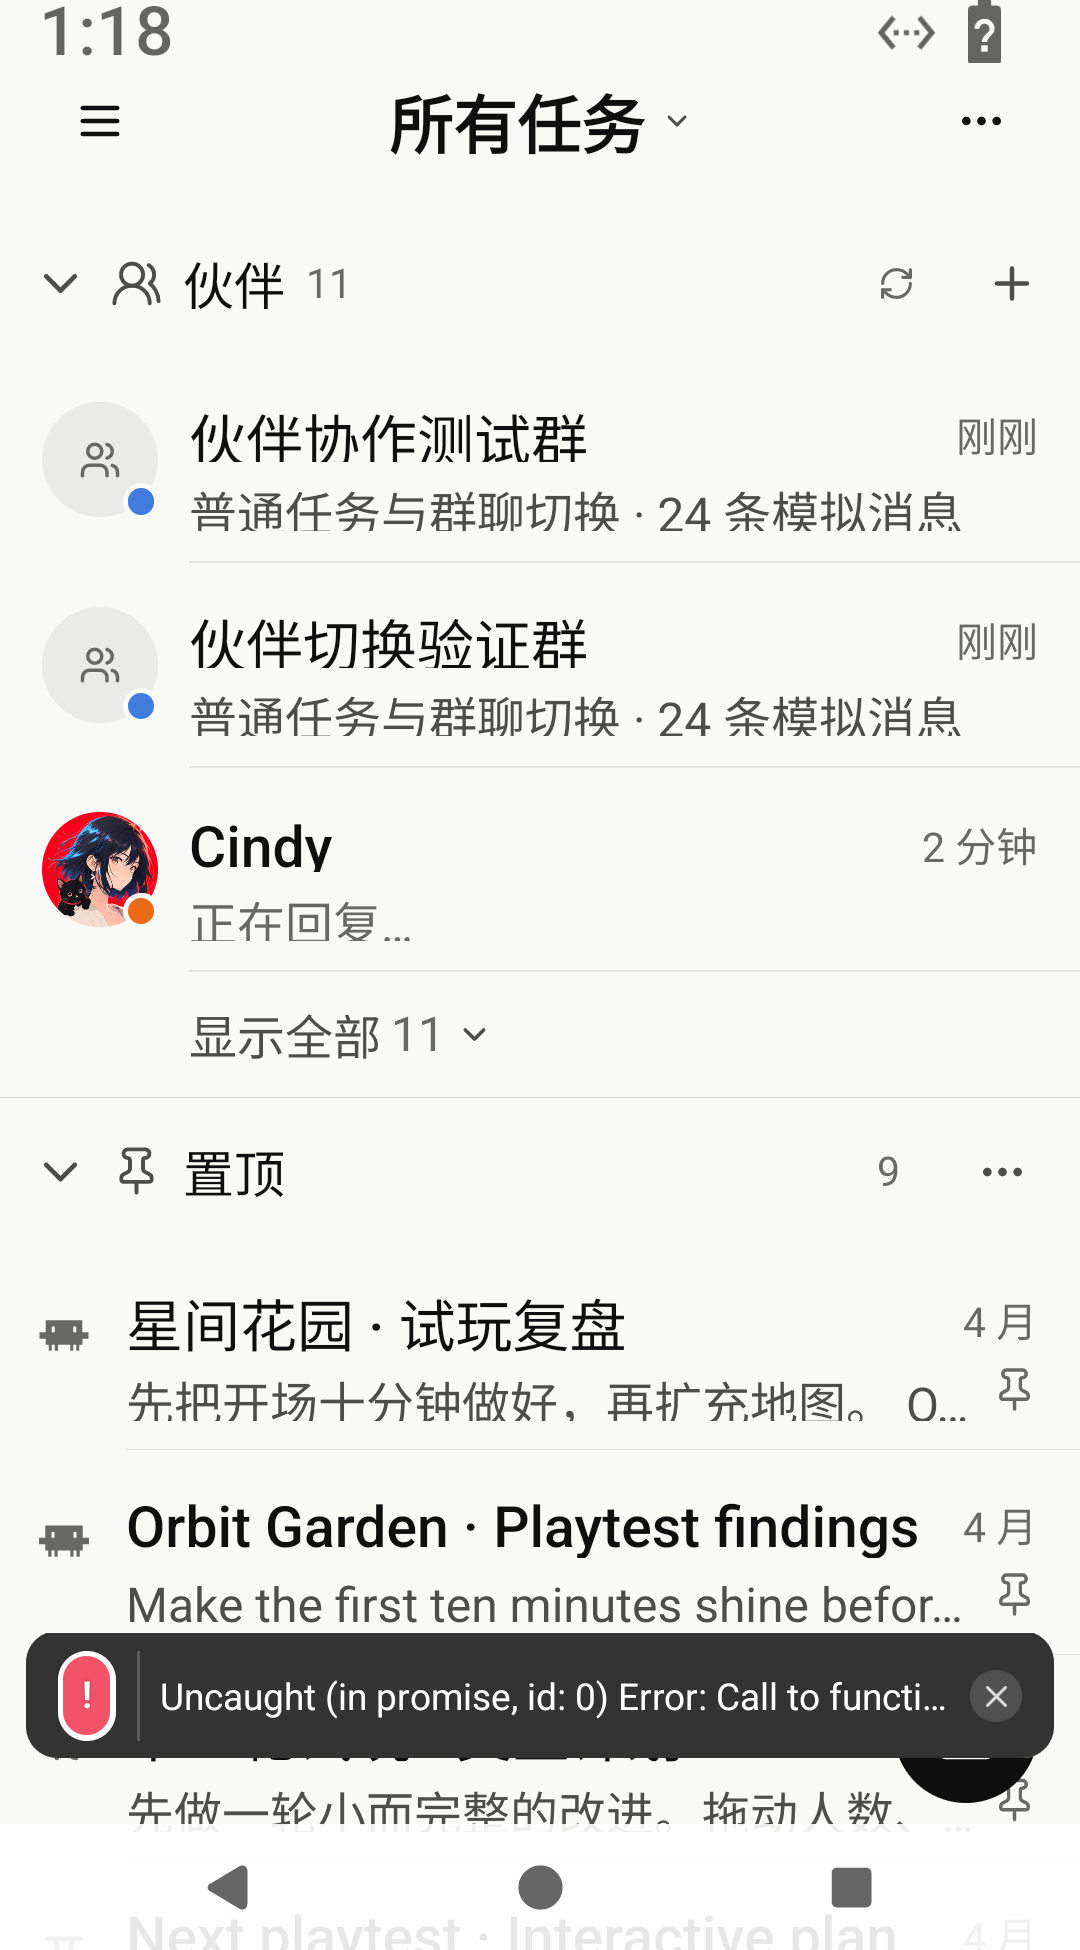 1:18
所有任务
伙伴 11
伙伴协作测试群 刚刚
普通任务与群聊切换 · 24 条模拟消息
伙伴切换验证群 刚刚
普通任务与群聊切换 · 24 条模拟消息
Cindy 2 分钟
正在回复...
显示全部 11
置顶 9
星间花园 · 试玩复盘 4 月
先把开场十分钟做好，再扩充地图。 O...
Orbit Garden · Playtest findings 4 月
Make the first ten minutes shine befor...
! Uncaught (in promise, id: 0) Error: Call to functi...
先做一轮小而完整的改进。拖动人数、...
Next playtest · Interactive plan 4 月